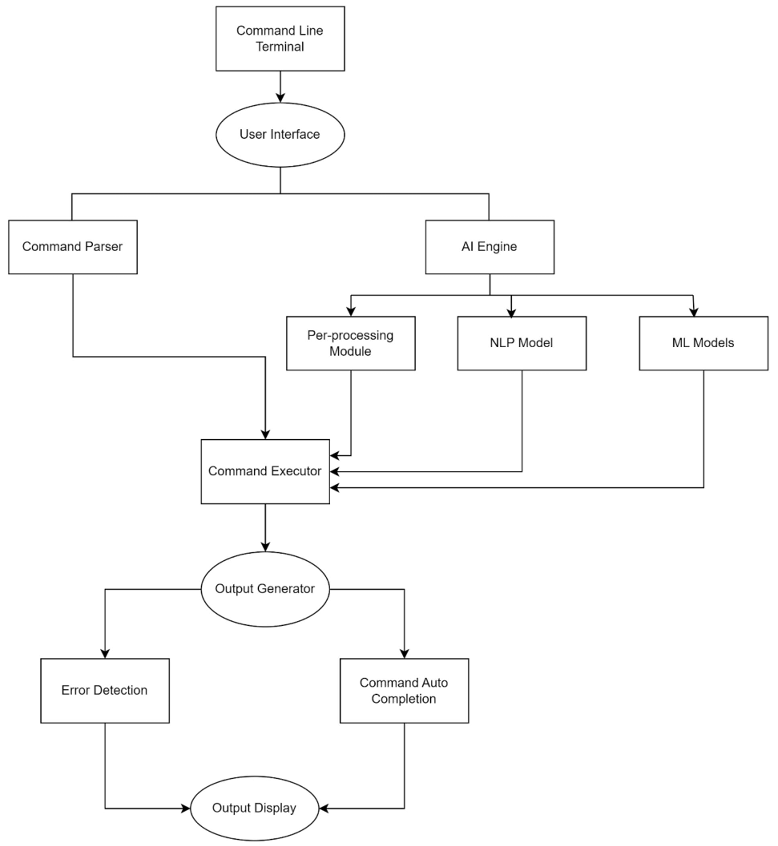 Command Line
Terminal
User Interface
Command Parser
AI Engine
Per-processing
Module
NLP Model
ML Models
Command Executor
Output Generator
Error Detection
Command Auto
Completion
Output Display